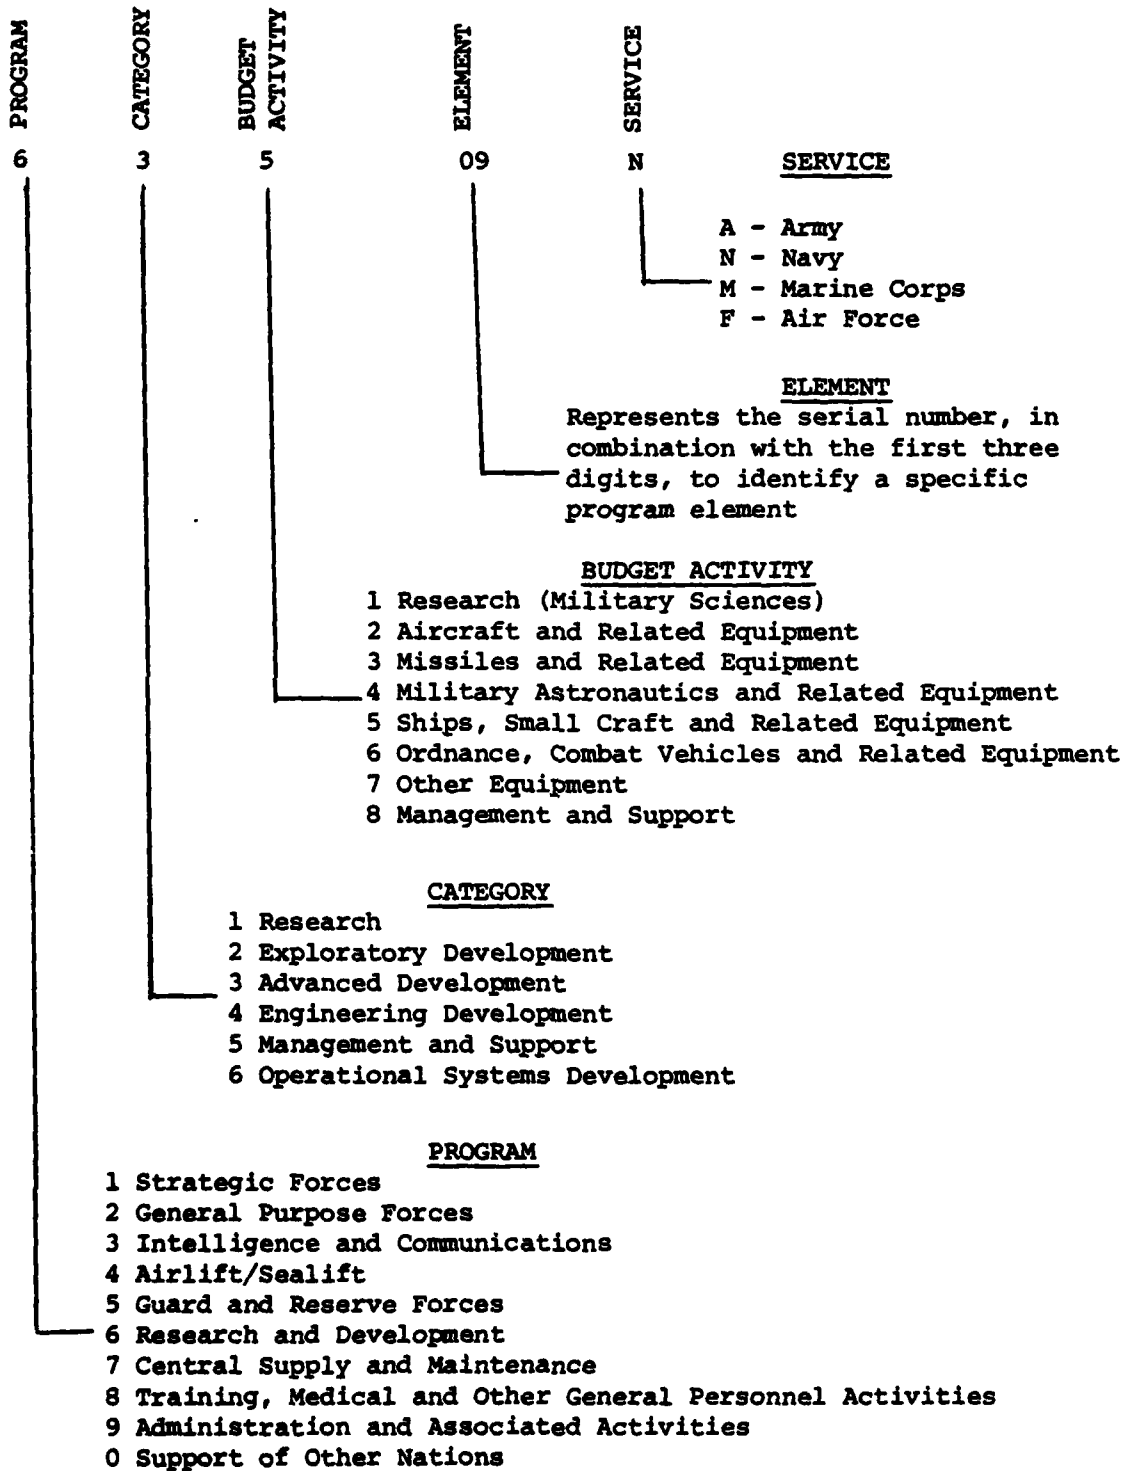 PROGRAM
CATEGORY
BUDGET
ACTIVITY
ELEMENT
SERVICE
6 3 5 09 N SERVICE
A - Army
N - Navy
M - Marine Corps
F - Air Force
ELEMENT
Represents the serial number, in
combination with the first three
digits, to identify a specific
program element
BUDGET ACTIVITY
1 Research (Military Sciences)
2 Aircraft and Related Equipment
3 Missiles and Related Equipment
4 Military Astronautics and Related Equipment
5 Ships, Small Craft and Related Equipment
6 Ordnance, Combat Vehicles and Related Equipment
7 Other Equipment
8 Management and Support
CATEGORY
1 Research
2 Exploratory Development
3 Advanced Development
4 Engineering Development
5 Management and Support
6 Operational Systems Development
PROGRAM
1 Strategic Forces
2 General Purpose Forces
3 Intelligence and Communications
4 Airlift/Sealift
5 Guard and Reserve Forces
6 Research and Development
7 Central Supply and Maintenance
8 Training, Medical and Other General Personnel Activities
9 Administration and Associated Activities
0 Support of Other Nations